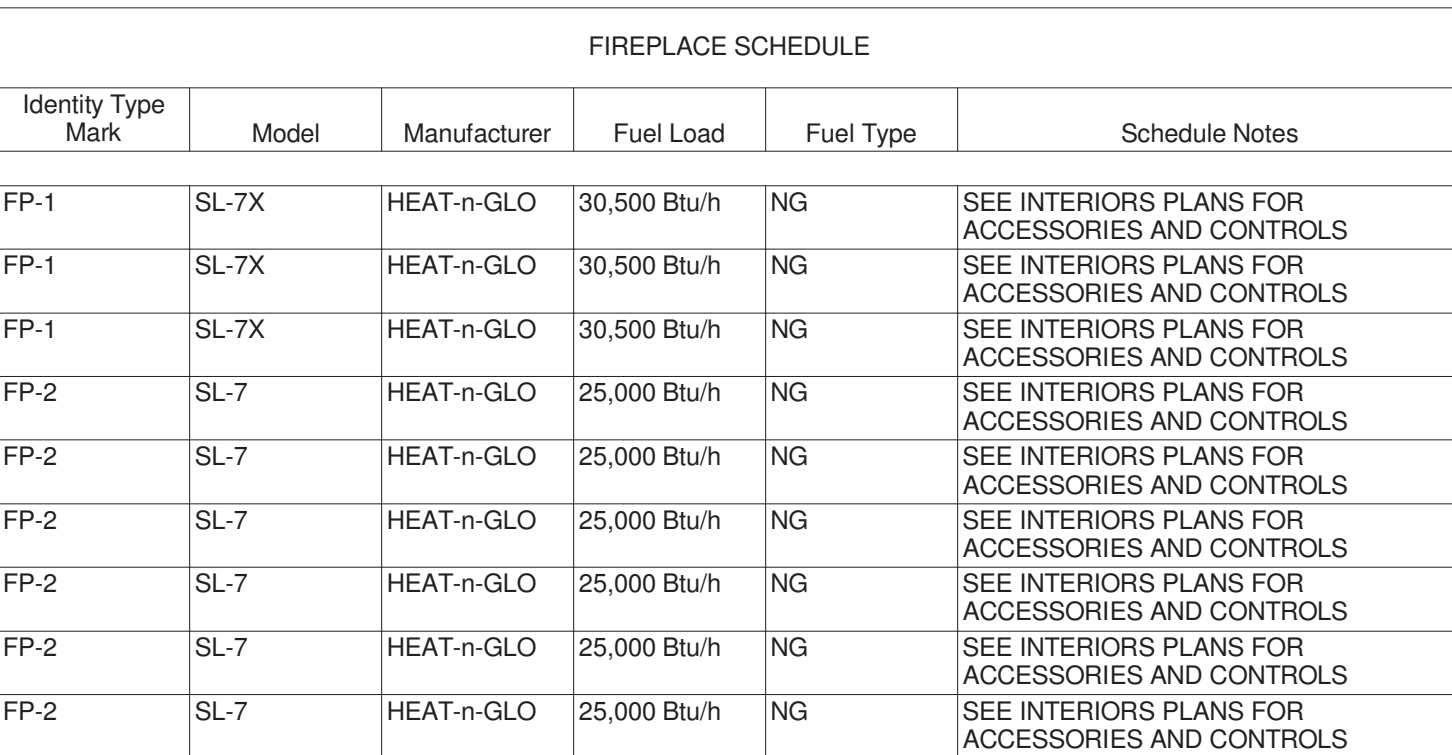 FIREPLACE SCHEDULE
Identity Type
Mark Model Manufacturer Fuel Load Fuel Type Schedule Notes
FP-1 SL-7X HEAT-n-GLO 30,500 Btu/h NG SEE INTERIORS PLANS FOR
ACCESSORIES AND CONTROLS
FP-1 SL-7X HEAT-n-GLO 30,500 Btu/h NG SEE INTERIORS PLANS FOR
ACCESSORIES AND CONTROLS
FP-1 SL-7X HEAT-n-GLO 30,500 Btu/h NG SEE INTERIORS PLANS FOR
ACCESSORIES AND CONTROLS
FP-2 SL-7 HEAT-n-GLO 25,000 Btu/h NG SEE INTERIORS PLANS FOR
ACCESSORIES AND CONTROLS
FP-2 SL-7 HEAT-n-GLO 25,000 Btu/h NG SEE INTERIORS PLANS FOR
ACCESSORIES AND CONTROLS
FP-2 SL-7 HEAT-n-GLO 25,000 Btu/h NG SEE INTERIORS PLANS FOR
ACCESSORIES AND CONTROLS
FP-2 SL-7 HEAT-n-GLO 25,000 Btu/h NG SEE INTERIORS PLANS FOR
ACCESSORIES AND CONTROLS
FP-2 SL-7 HEAT-n-GLO 25,000 Btu/h NG SEE INTERIORS PLANS FOR
ACCESSORIES AND CONTROLS
FP-2 SL-7 HEAT-n-GLO 25,000 Btu/h NG SEE INTERIORS PLANS FOR
ACCESSORIES AND CONTROLS